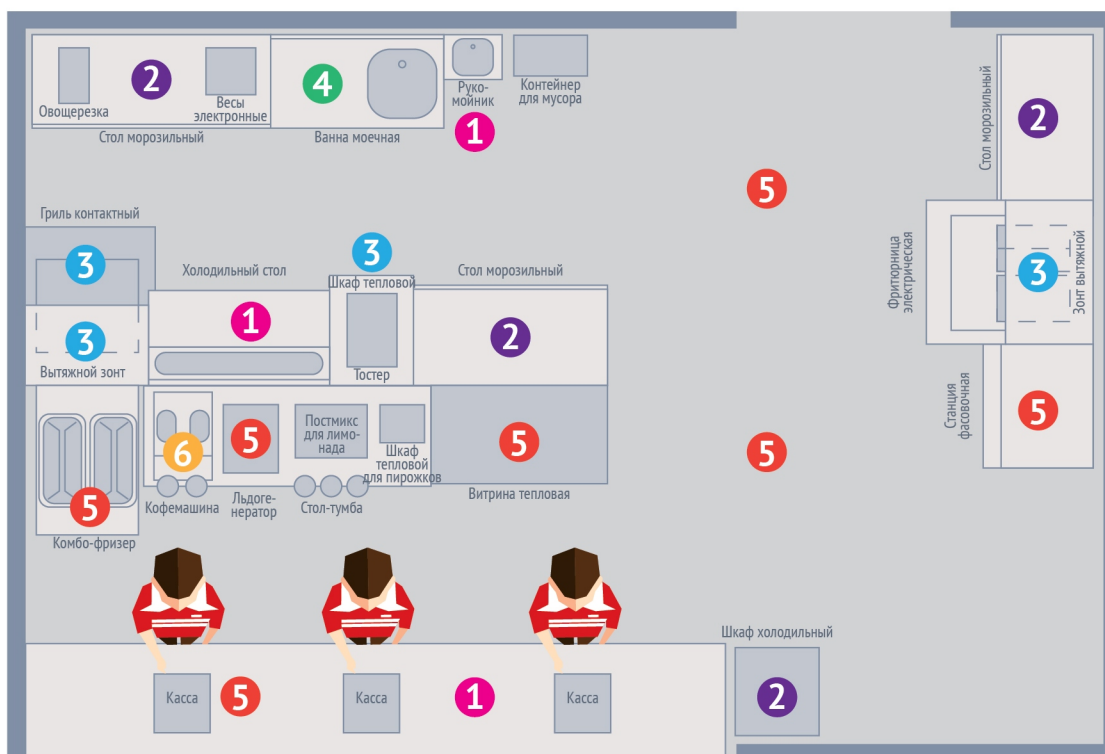 2
4
Овощерезка
Весы
электронные
Руко-
мойник
Контейнер
для мусора
Стол морозильный
Ванна моечная
1
Стол морозильный
2
5
Гриль контактный
3
3
Холодильный стол
Шкаф тепловой
Стол морозильный
Фритюрница
электрическая
3
Зонт вытяжной
1
3
2
Вытяжной зонт
Тостер
Станция
фасовочная
5
6
5
Постмикс
для лимо-
нада
Шкаф
тепловой
для пирожков
5
5
Витрина тепловая
5
Комбо-фризер
Кофемашина
Льдоге-
нератор
Стол-тумба
Шкаф холодильный
Касса
5
Касса
1
Касса
2